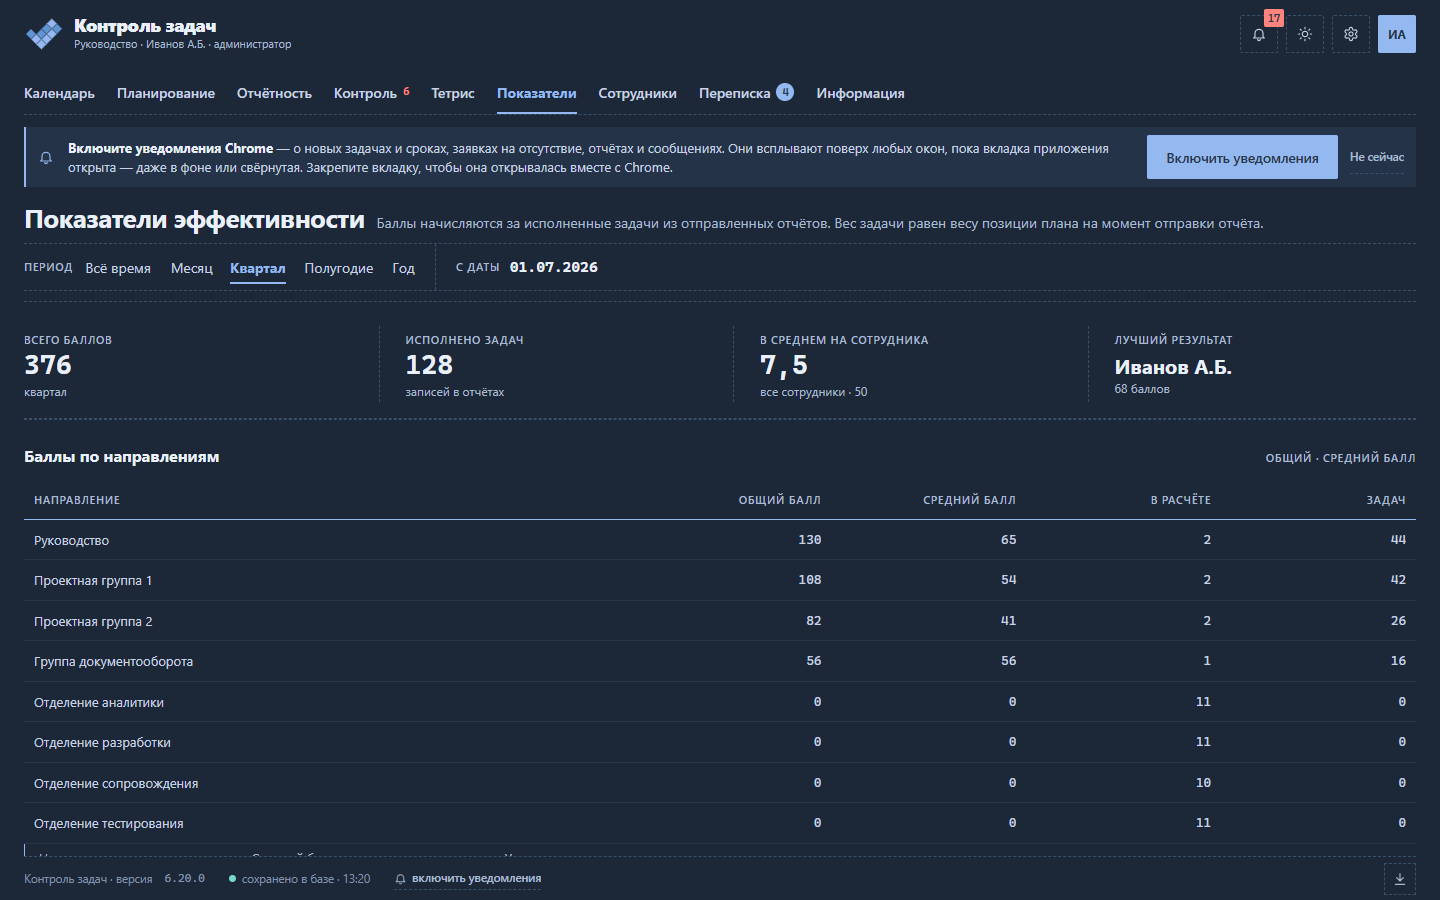 Контроль задач
Руководство · Иванов А.Б. · администратор
17
ИА
Календарь Планирование Отчётность Контроль 6 Тетрис Показатели Сотрудники Переписка 4 Информация
Включите уведомления Chrome — о новых задачах и сроках, заявках на отсутствие, отчётах и сообщениях. Они всплывают поверх любых окон, пока вкладка приложения
открыта — даже в фоне или свёрнутая. Закрепите вкладку, чтобы она открывалась вместе с Chrome.
Включить уведомления
Не сейчас
Показатели эффективности Баллы начисляются за исполненные задачи из отправленных отчётов. Вес задачи равен весу позиции плана на момент отправки отчёта.
ПЕРИОД Всё время Месяц Квартал Полугодие Год С ДАТЫ 01.07.2026
ВСЕГО БАЛЛОВ
376
квартал
ИСПОЛНЕНО ЗАДАЧ
128
записей в отчётах
В СРЕДНЕМ НА СОТРУДНИКА
7,5
все сотрудники · 50
ЛУЧШИЙ РЕЗУЛЬТАТ
Иванов А.Б.
68 баллов
Баллы по направлениям
ОБЩИЙ · СРЕДНИЙ БАЛЛ
НАПРАВЛЕНИЕ ОБЩИЙ БАЛЛ СРЕДНИЙ БАЛЛ В РАСЧЁТЕ ЗАДАЧ
Руководство 130 65 2 44
Проектная группа 1 108 54 2 42
Проектная группа 2 82 41 2 26
Группа документооборота 56 56 1 16
Отделение аналитики 0 0 11 0
Отделение разработки 0 0 11 0
Отделение сопровождения 0 0 10 0
Отделение тестирования 0 0 11 0
Контроль задач · версия 6.20.0 сохранено в базе · 13:20 включить уведомления